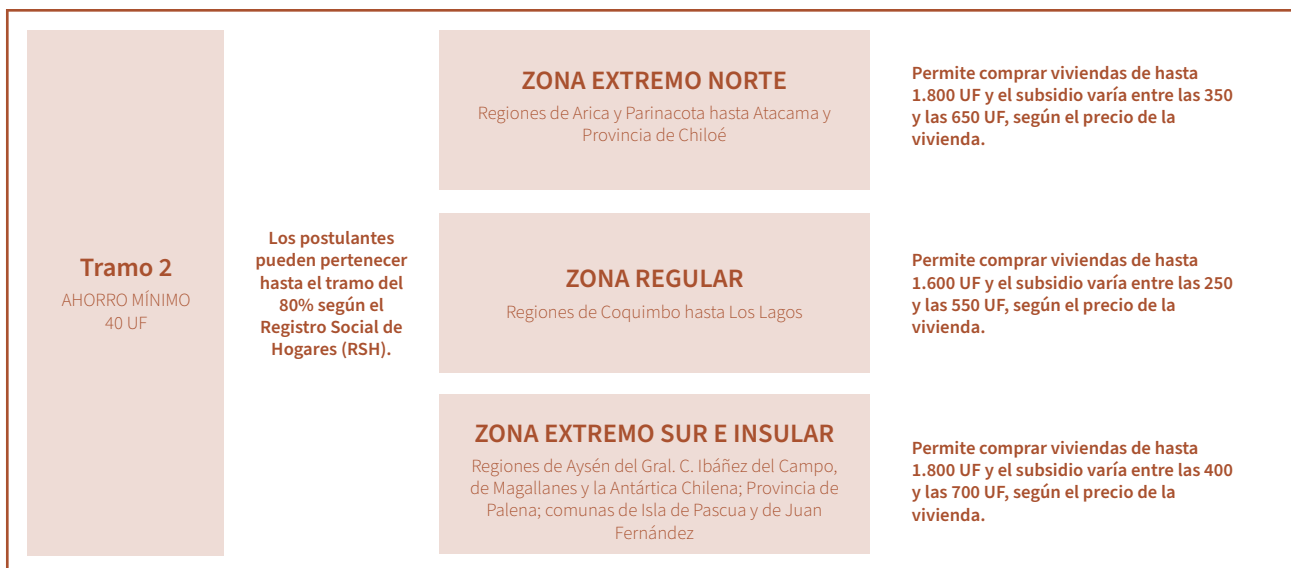 Tramo 2
AHORRO MÍNIMO
40 UF
Los postulantes
pueden pertenecer
hasta el tramo del
80% según el
Registro Social de
Hogares (RSH).
ZONA EXTREMO NORTE
Regiones de Arica y Parinacota hasta Atacama y
Provincia de Chiloé
Permite comprar viviendas de hasta
1.800 UF y el subsidio varía entre las 350
y las 650 UF, según el precio de la
vivienda.
ZONA REGULAR
Regiones de Coquimbo hasta Los Lagos
Permite comprar viviendas de hasta
1.600 UF y el subsidio varía entre las 250
y las 550 UF, según el precio de la
vivienda.
ZONA EXTREMO SUR E INSULAR
Regiones de Aysén del Gral. C. Ibáñez del Campo,
de Magallanes y la Antártica Chilena; Provincia de
Palena; comunas de Isla de Pascua y de Juan
Fernández
Permite comprar viviendas de hasta
1.800 UF y el subsidio varía entre las 400
y las 700 UF, según el precio de la
vivienda.